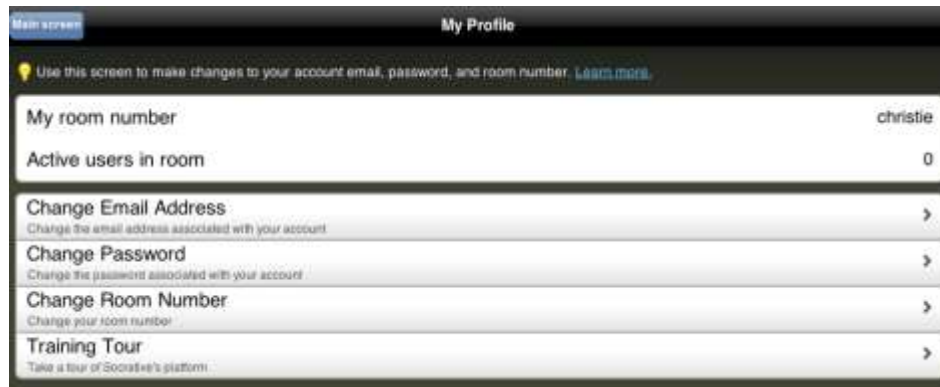 Main screen
My Profile
Use this screen to make changes to your account email, password, and room number. Learn more.
My room number christie
Active users in room 0
Change Email Address
Change the email address associated with your account
Change Password
Change the password associated with your account
Change Room Number
Change your room number
Training Tour
Take a tour of Socrative's platform